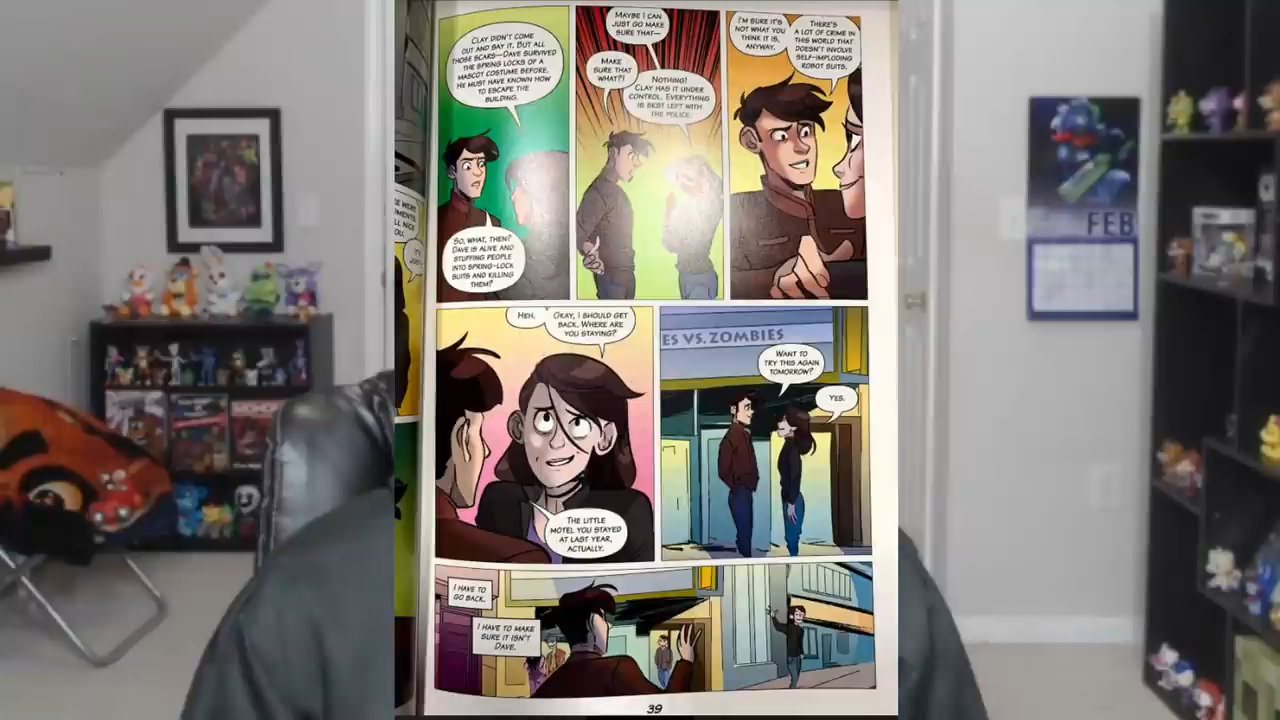 CLAY DIDN'T COME
OUT AND SAY IT, BUT ALL
THOSE SCARS—DAVE SURVIVED
THE SPRING LOCKS OF A
MASCOT COSTUME BEFORE.
HE MUST HAVE KNOWN HOW
TO ESCAPE THE
BUILDING.
SO, WHAT, THEN?
DAVE IS ALIVE AND
STUFFING PEOPLE
INTO SPRING-LOCK
SUITS AND KILLING
THEM?
MAYBE I CAN
JUST GO MAKE
SURE THAT—
MAKE
SURE THAT
WHAT?!
NOTHING!
CLAY HAS IT UNDER
CONTROL. EVERYTHING
IS BEST LEFT WITH
THE POLICE.
I'M SURE IT'S
NOT WHAT YOU
THINK IT IS,
ANYWAY.
THERE'S
A LOT OF CRIME IN
THIS WORLD THAT
DOESN'T INVOLVE
SELF-IMPLODING
ROBOT SUITS.
HEH.
OKAY, I SHOULD GET
BACK. WHERE ARE
YOU STAYING?
THE LITTLE
MOTEL YOU STAYED
AT LAST YEAR,
ACTUALLY.
ES VS. ZOMBIES
WANT TO
TRY THIS AGAIN
TOMORROW?
YES.
I HAVE TO
GO BACK.
I HAVE TO MAKE
SURE IT ISN'T
DAVE.
39
FEB